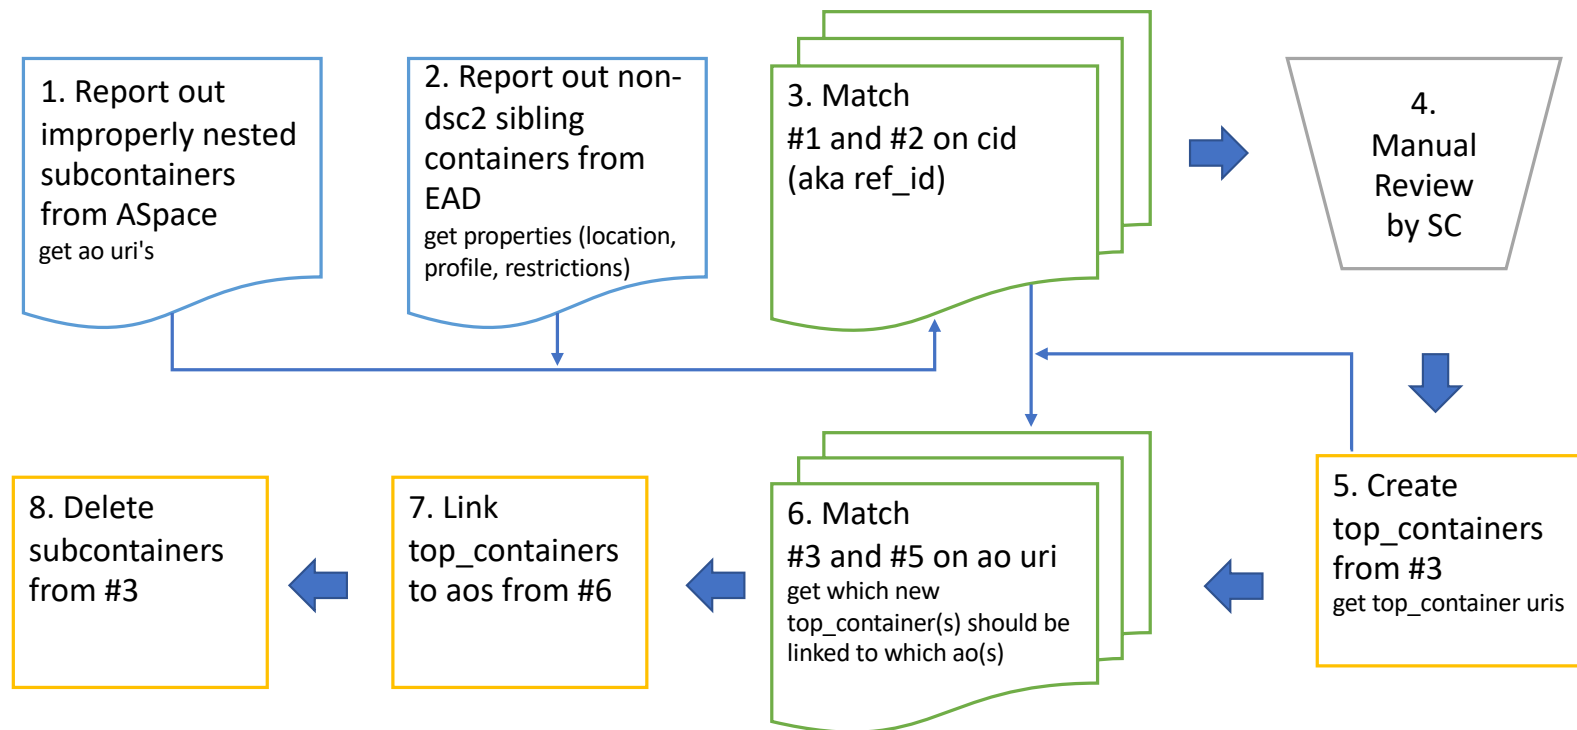 1. Report out
improperly nested
subcontainers
from ASpace
get ao uri's
2. Report out non-
dsc2 sibling
containers from
EAD
get properties (location,
profile, restrictions)
3. Match
#1 and #2 on cid
(aka ref_id)
4.
Manual
Review
by SC
5. Create
top_containers
from #3
get top_container uris
6. Match
#3 and #5 on ao uri
get which new
top_container(s) should be
linked to which ao(s)
7. Link
top_containers
to aos from #6
8. Delete
subcontainers
from #3